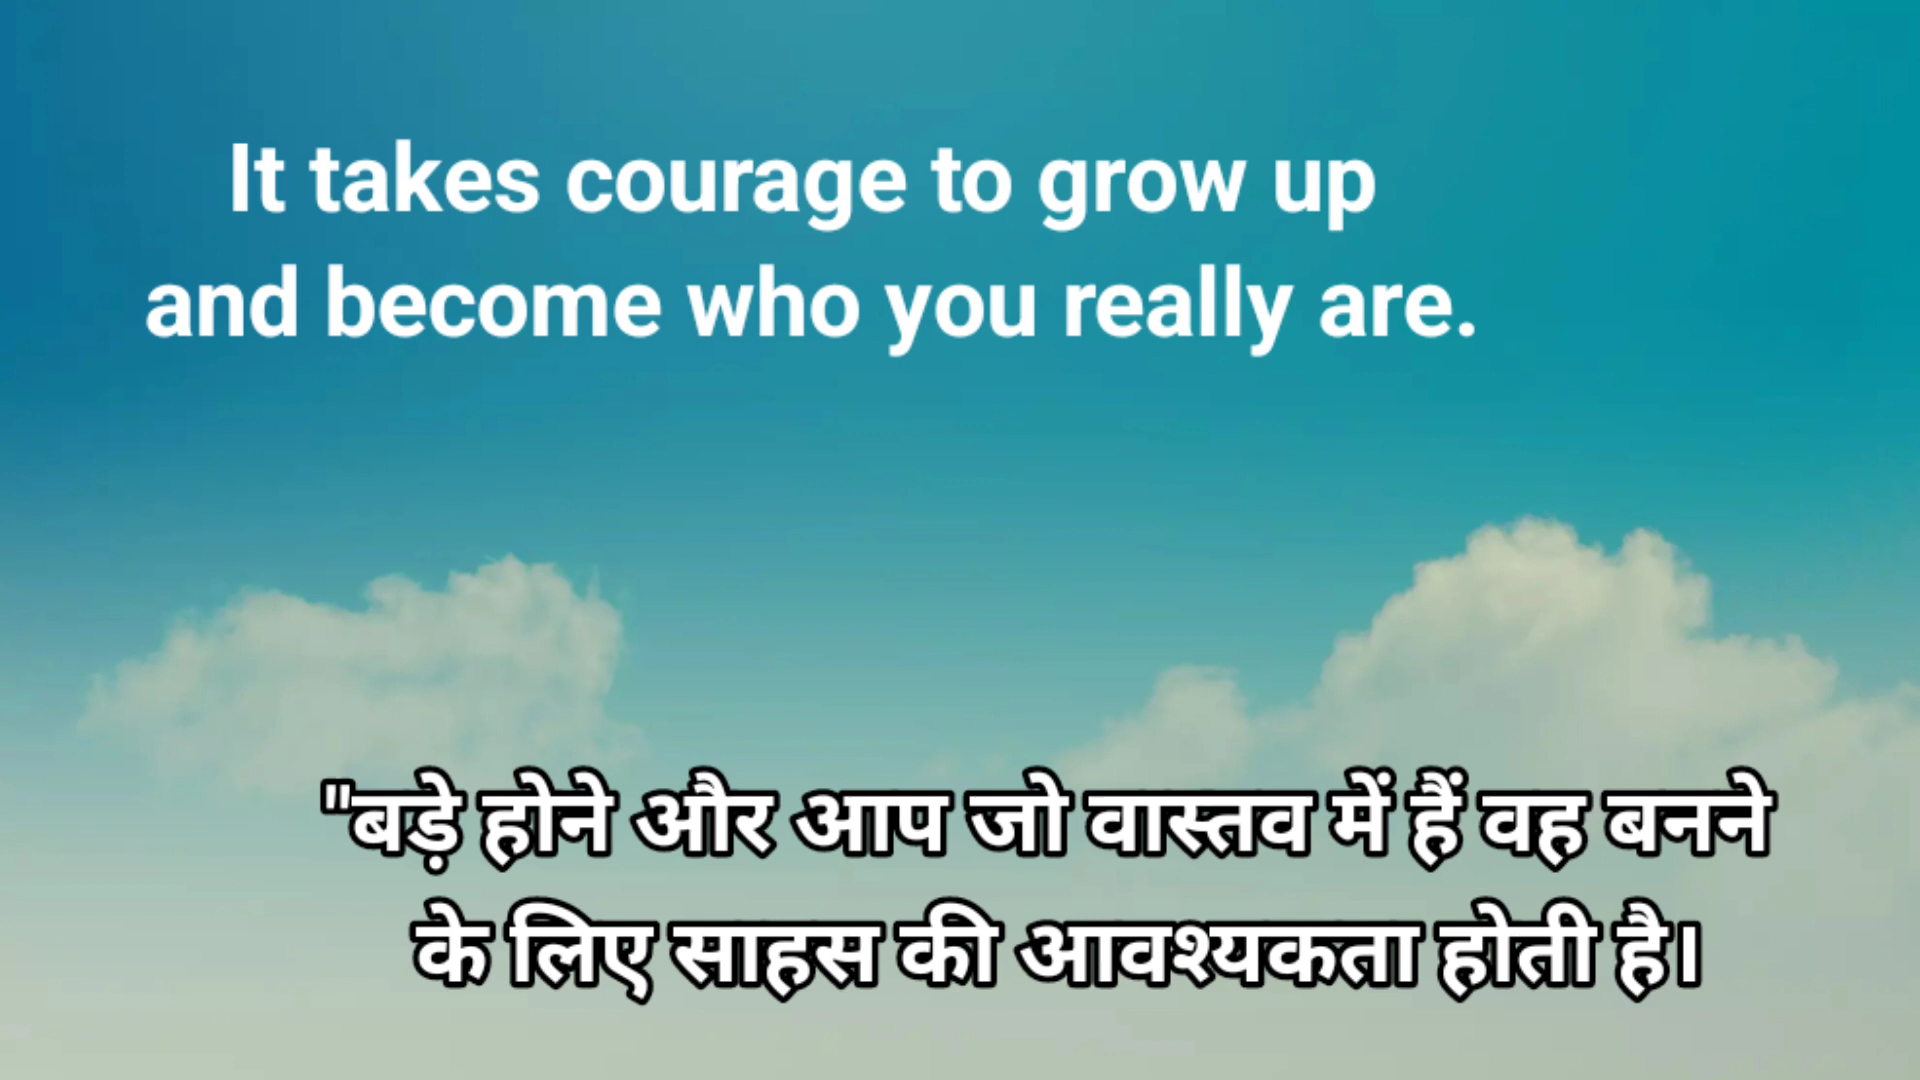 It takes courage to grow up
and become who you really are.
"बड़े होने और आप जो वास्तव में हैं वह बनने
के लिए साहस की आवश्यकता होती है।